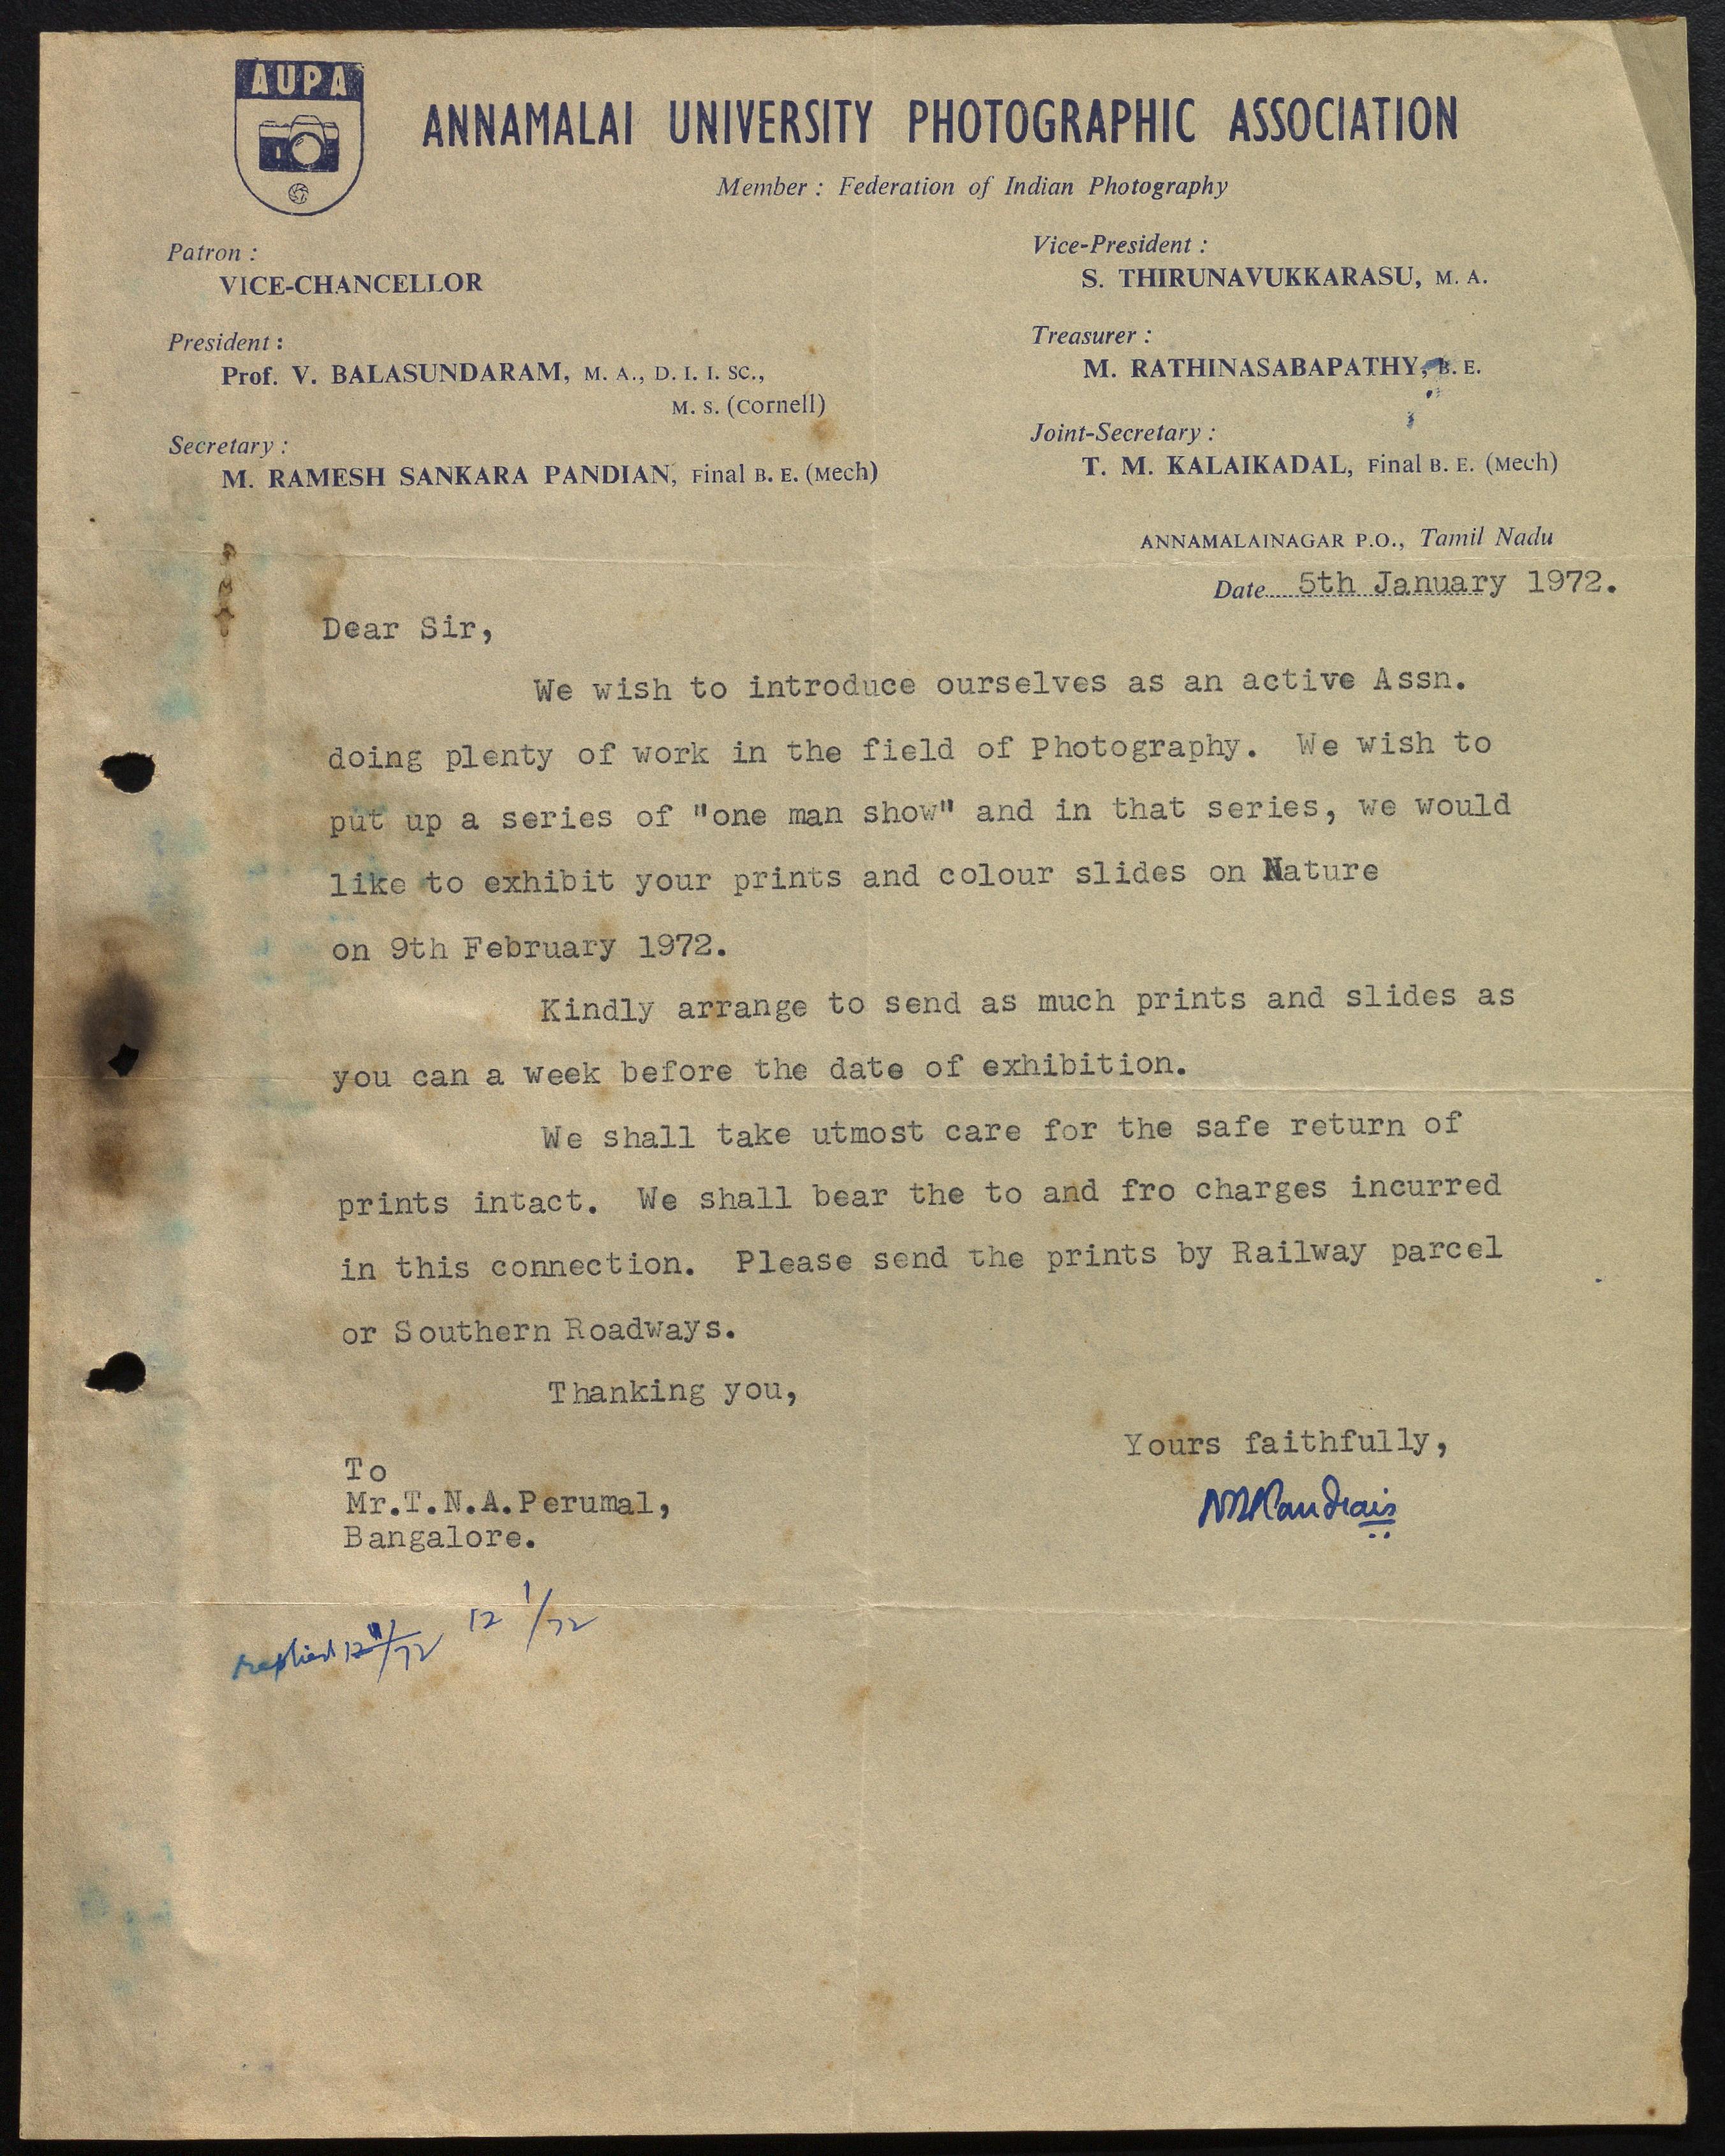 AUPA
ANNAMALAI UNIVERSITY PHOTOGRAPHIC ASSOCIATION
Member : Federation of Indian Photography
Patron :
VICE-CHANCELLOR
President :
Prof. V. BALASUNDARAM, M. A., D. I. I. Sc.,
M. S. (Cornell)
Secretary :
M. RAMESH SANKARA PANDIAN, Final B. E. (Mech)
Vice-President :
S. THIRUNAVUKKARASU, M. A.
Treasurer :
M. RATHINASABAPATHY, B. E.
Joint-Secretary :
T. M. KALAIKADAL, Final B. E. (Mech)
ANNAMALAINAGAR P.O., Tamil Nadu
Date 5th January 1972.
Dear Sir,
We wish to introduce ourselves as an active Assn.
doing plenty of work in the field of Photography. We wish to
put up a series of "one man show" and in that series, we would
like to exhibit your prints and colour slides on Nature
on 9th February 1972.
Kindly arrange to send as much prints and slides as
you can a week before the date of exhibition.
We shall take utmost care for the safe return of
prints intact. We shall bear the to and fro charges incurred
in this connection. Please send the prints by Railway parcel
or Southern Roadways.
Thanking you,
Yours faithfully,
To
Mr.T.N.A.Perumal,
Bangalore.
replied 12 11/72 12 1/72